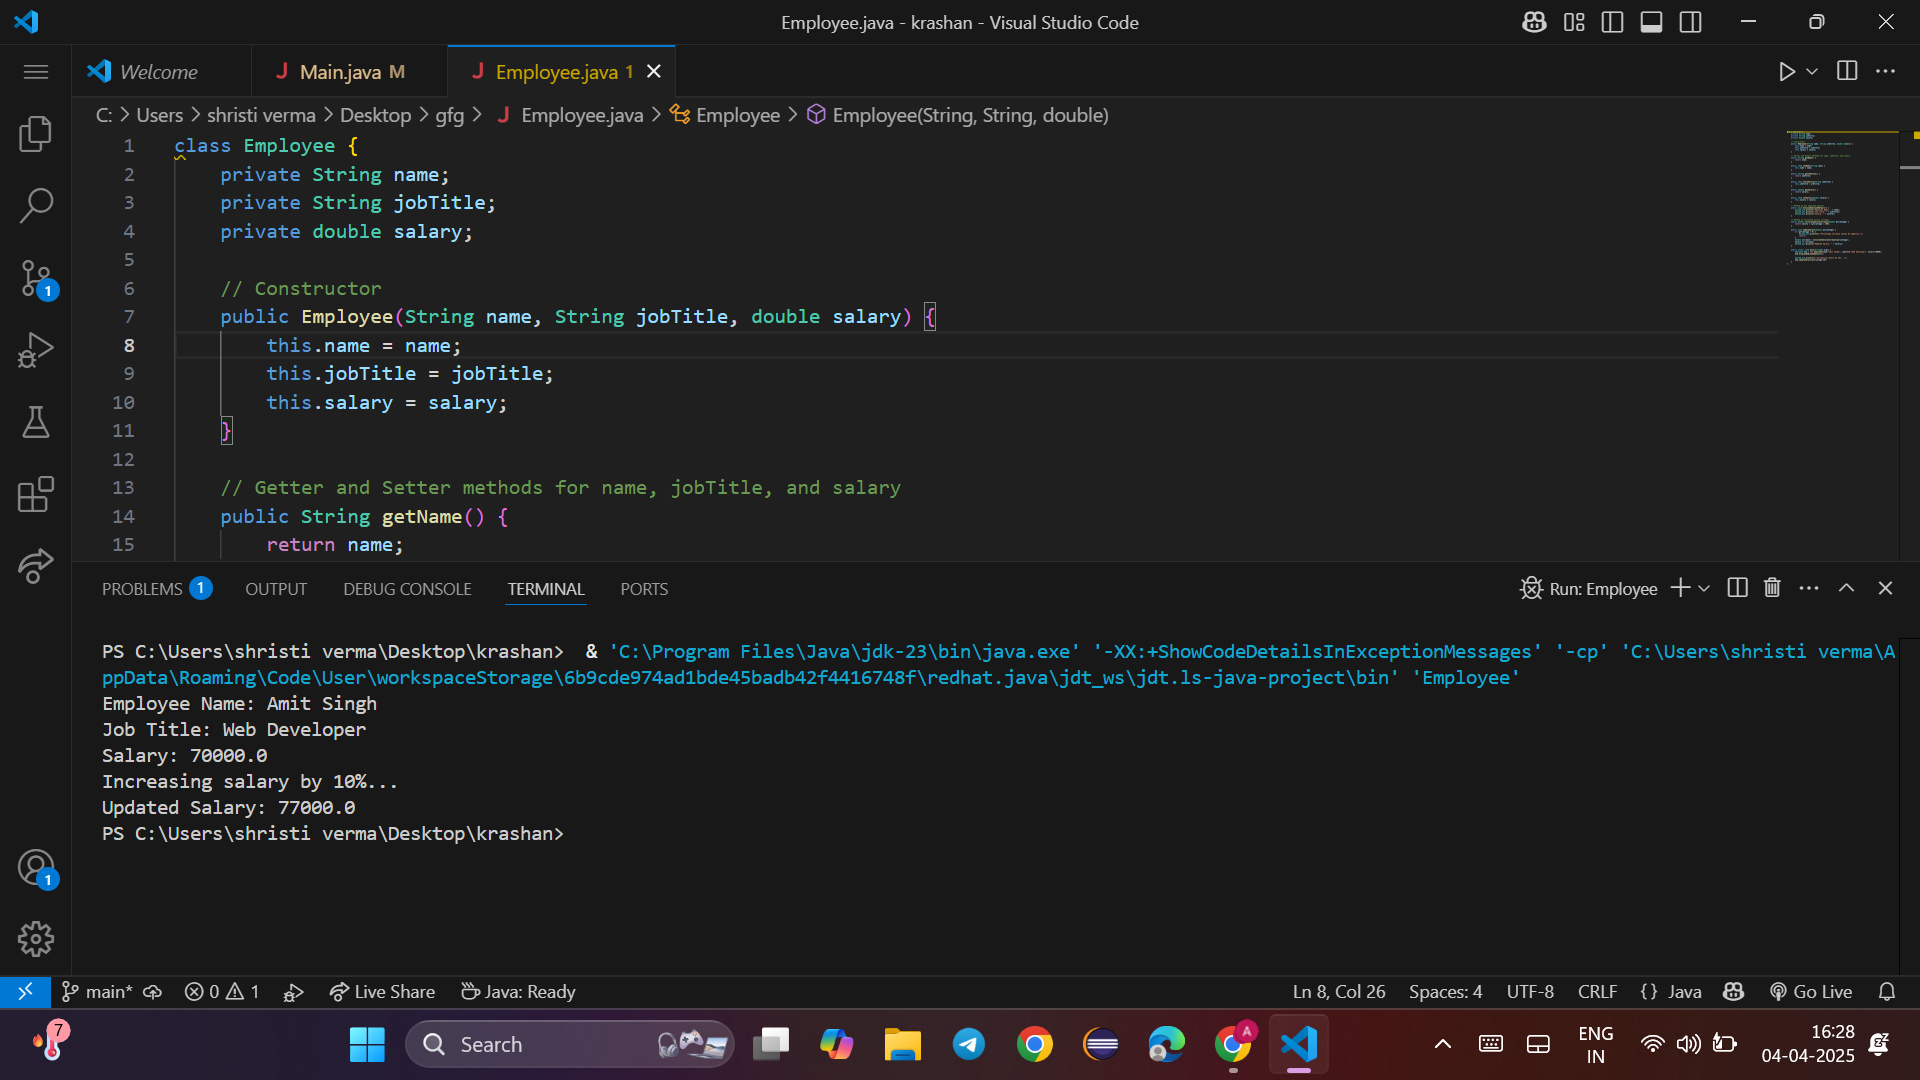 Employee.java - krashan - Visual Studio Code
Welcome
Main.java M
Employee.java 1
C: > Users > shristi verma > Desktop > gfg > Employee.java > Employee > Employee(String, String, double)
1 class Employee {
2 private String name;
3 private String jobTitle;
4 private double salary;
5
6 // Constructor
7 public Employee(String name, String jobTitle, double salary) {
8 this.name = name;
9 this.jobTitle = jobTitle;
10 this.salary = salary;
11 }
12
13 // Getter and Setter methods for name, jobTitle, and salary
14 public String getName() {
15 return name;
1
PROBLEMS 1 OUTPUT DEBUG CONSOLE TERMINAL PORTS
Run: Employee
PS C:\Users\shristi verma\Desktop\krashan> & 'C:\Program Files\Java\jdk-23\bin\java.exe' '-XX:+ShowCodeDetailsInExceptionMessages' '-cp' 'C:\Users\shristi verma\A
ppData\Roaming\Code\User\workspaceStorage\6b9cde974ad1bde45badb42f4416748f\redhat.java\jdt_ws\jdt.ls-java-project\bin' 'Employee'
Employee Name: Amit Singh
Job Title: Web Developer
Salary: 70000.0
Increasing salary by 10%...
Updated Salary: 77000.0
PS C:\Users\shristi verma\Desktop\krashan>
1
main* 0 1 Live Share Java: Ready
Ln 8, Col 26 Spaces: 4 UTF-8 CRLF {} Java Go Live
7
Search
A
ENG
IN
16:28
04-04-2025